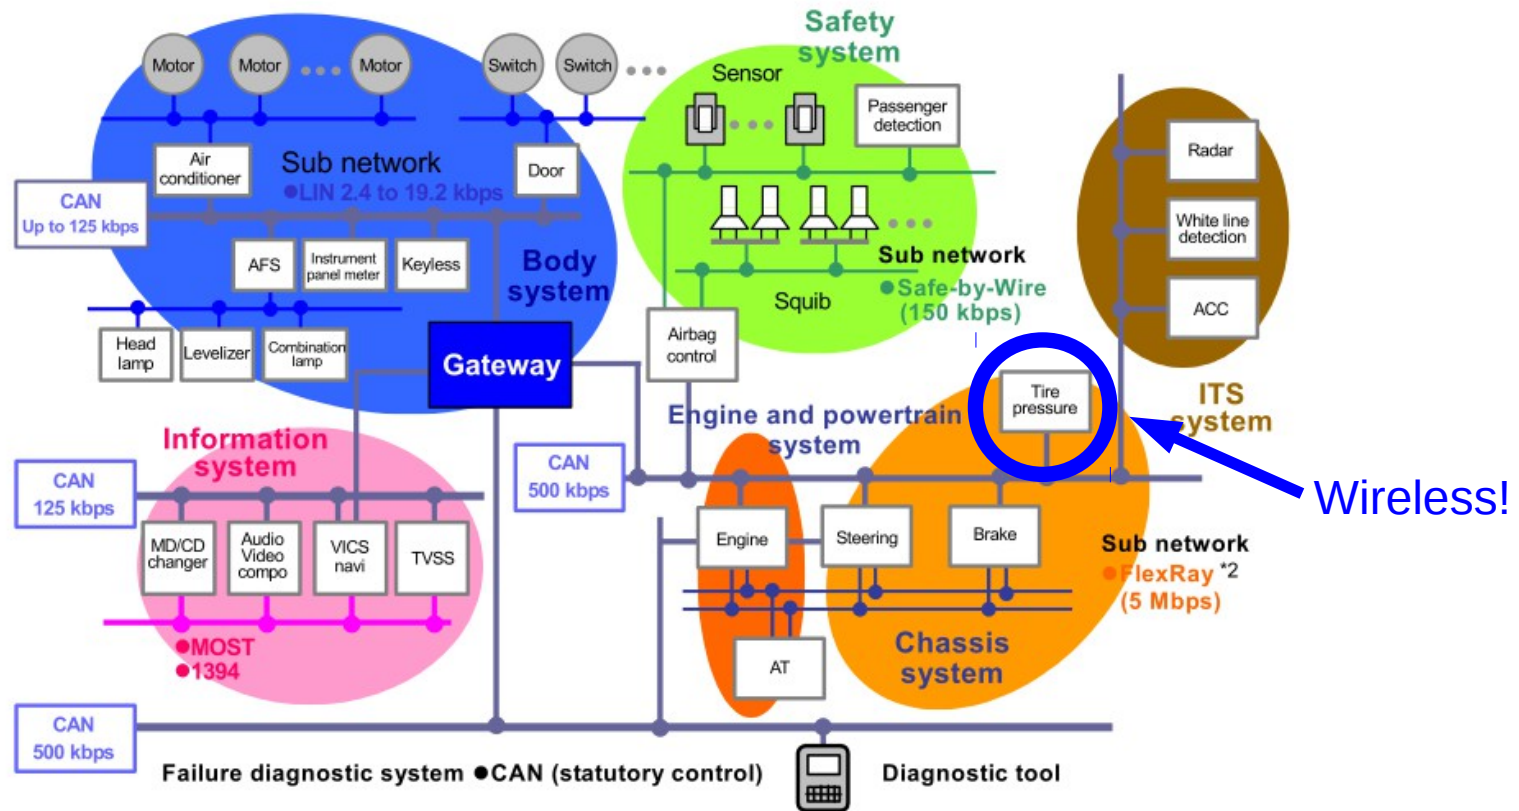 Safety
system
Motor
Motor
Motor
Switch
Switch
Sensor
Passenger
detection
Air
conditioner
Sub network
●LIN 2.4 to 19.2 kbps
Door
Radar
CAN
Up to 125 kbps
White line
detection
AFS
Instrument
panel meter
Keyless
Body
system
Sub network
●Safe-by-Wire
(150 kbps)
Squib
ACC
Head
lamp
Levelizer
Combination
lamp
Gateway
Airbag
control
Tire
pressure
ITS
system
Engine and powertrain
system
Information
system
CAN
125 kbps
CAN
500 kbps
Wireless!
MD/CD
changer
Audio
Video
compo
VICS
navi
TVSS
Engine
Steering
Brake
Sub network
●FlexRay *2
(5 Mbps)
●MOST
●1394
AT
Chassis
system
CAN
500 kbps
Failure diagnostic system ●CAN (statutory control)
Diagnostic tool